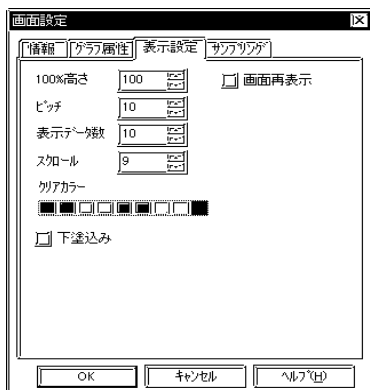 画面設定
情報 グラフ属性 表示設定 サンプリング
100%高さ 100 画面再表示
ピッチ 10
表示データ数 10
スクロール 9
クリアカラー
下塗込み
OK キャンセル ヘルプ(H)